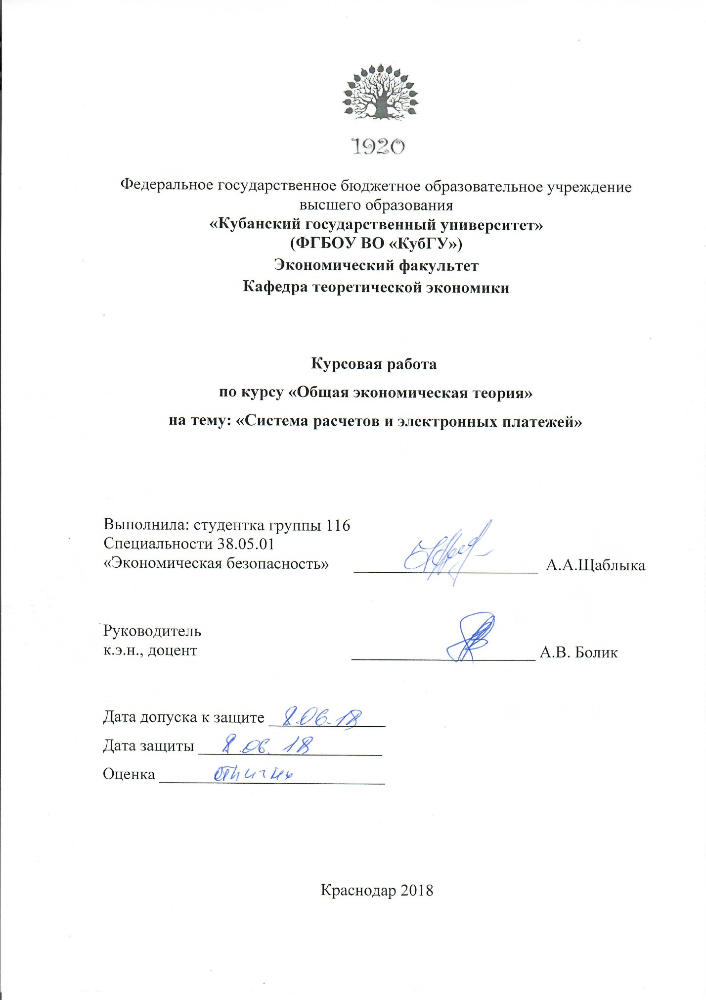 1920
Федеральное государственное бюджетное образовательное учреждение
высшего образования
«Кубанский государственный университет»
(ФГБОУ ВО «КубГУ»)
Экономический факультет
Кафедра теоретической экономики
Курсовая работа
по курсу «Общая экономическая теория»
на тему: «Система расчетов и электронных платежей»
Выполнила: студентка группы 116
Специальности 38.05.01
«Экономическая безопасность» А.А.Щаблыка
Руководитель
к.э.н., доцент А.В. Болик
Дата допуска к защите 8.06.18
Дата защиты 8.06.18
Оценка
Краснодар 2018